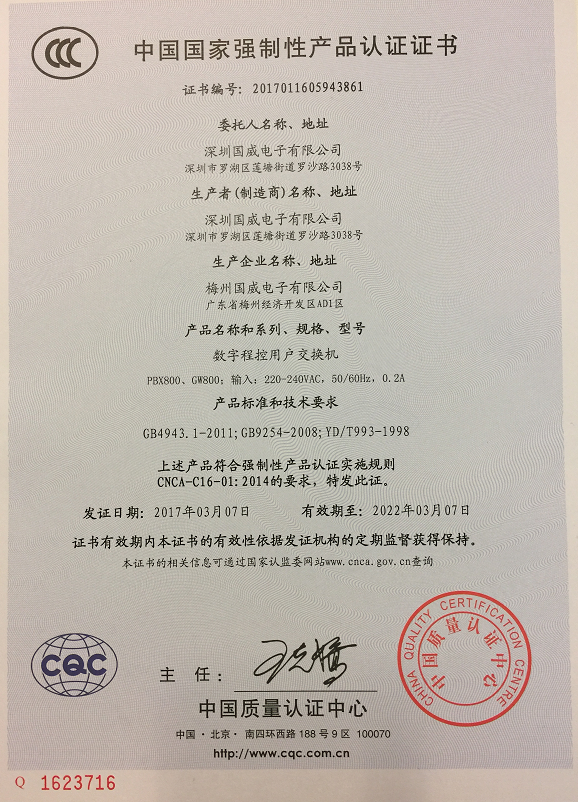 CCC
中国国家强制性产品认证证书
证书编号：2017011605943861
委托人名称、地址
深圳国威电子有限公司
深圳市罗湖区莲塘街道罗沙路3038号
生产者(制造商)名称、地址
深圳国威电子有限公司
深圳市罗湖区莲塘街道罗沙路3038号
生产企业名称、地址
梅州国威电子有限公司
广东省梅州经济开发区AD1区
产品名称和系列、规格、型号
数字程控用户交换机
PBX800、GW800；输入：220-240VAC，50/60Hz，0.2A
产品标准和技术要求
GB4943.1-2011;GB9254-2008;YD/T993-1998
上述产品符合强制性产品认证实施规则
CNCA-C16-01:2014的要求，特发此证。
发证日期：2017年03月07日 有效期至：2022年03月07日
证书有效期内本证书的有效性依据发证机构的定期监督获得保持。
本证书的相关信息可通过国家认监委网站www.cnca.gov.cn查询
CQC
主 任：
中国质量认证中心
中国·北京·南四环西路188号9区 100070
http://www.cqc.com.cn
CHINA QUALITY CERTIFICATION CENTRE
中国质量认证中心
Q 1623716